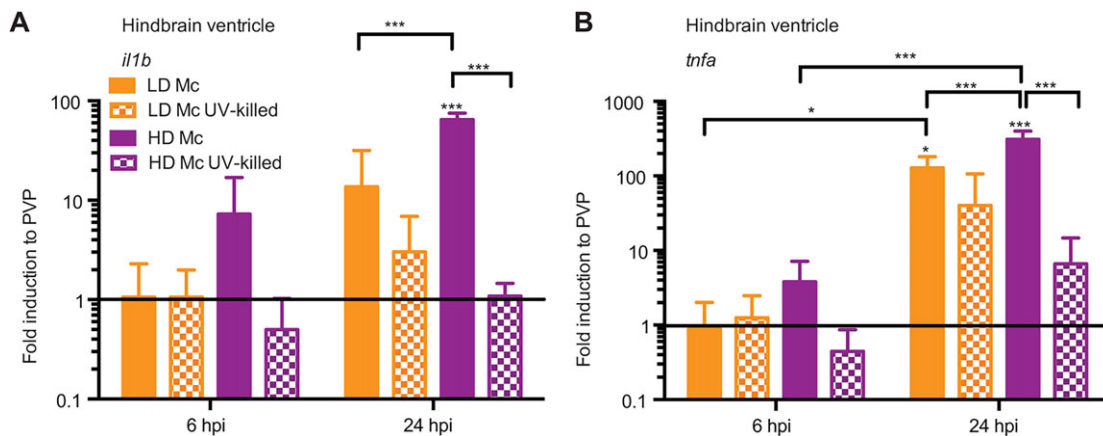 A
Hindbrain ventricle
il1b
LD Mc
LD Mc UV-killed
HD Mc
HD Mc UV-killed
***
***
***
100
10
1
0.1
Fold induction to PVP
6 hpi
24 hpi
B
Hindbrain ventricle
tnfa
***
***
***
*
*
***
1000
100
10
1
0.1
Fold induction to PVP
6 hpi
24 hpi